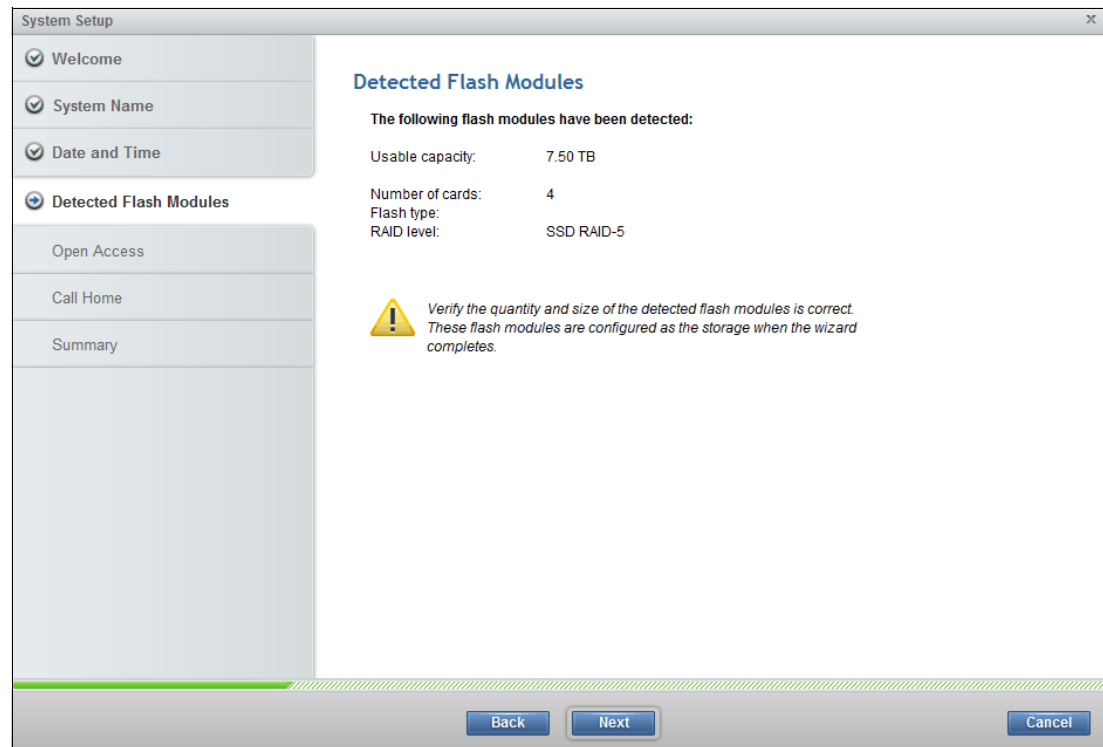 System Setup x
Welcome
System Name
Date and Time
Detected Flash Modules
Open Access
Call Home
Summary
Detected Flash Modules
The following flash modules have been detected:
Usable capacity: 7.50 TB
Number of cards: 4
Flash type:
RAID level: SSD RAID-5
Verify the quantity and size of the detected flash modules is correct.
These flash modules are configured as the storage when the wizard
completes.
Back Next Cancel